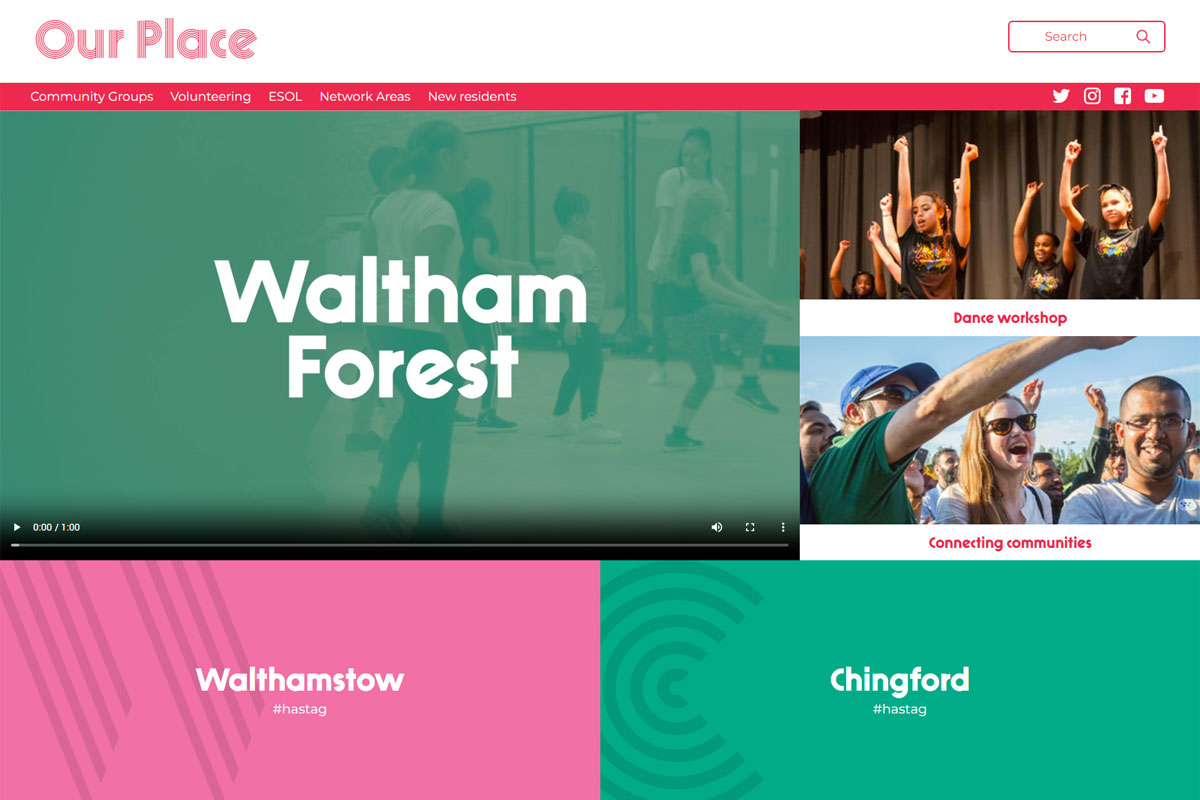 Our Place
Search
Community Groups Volunteering ESOL Network Areas New residents
Waltham
Forest
0:00 / 1:00
Dance workshop
Connecting communities
Walthamstow
#hastag
Chingford
#hastag